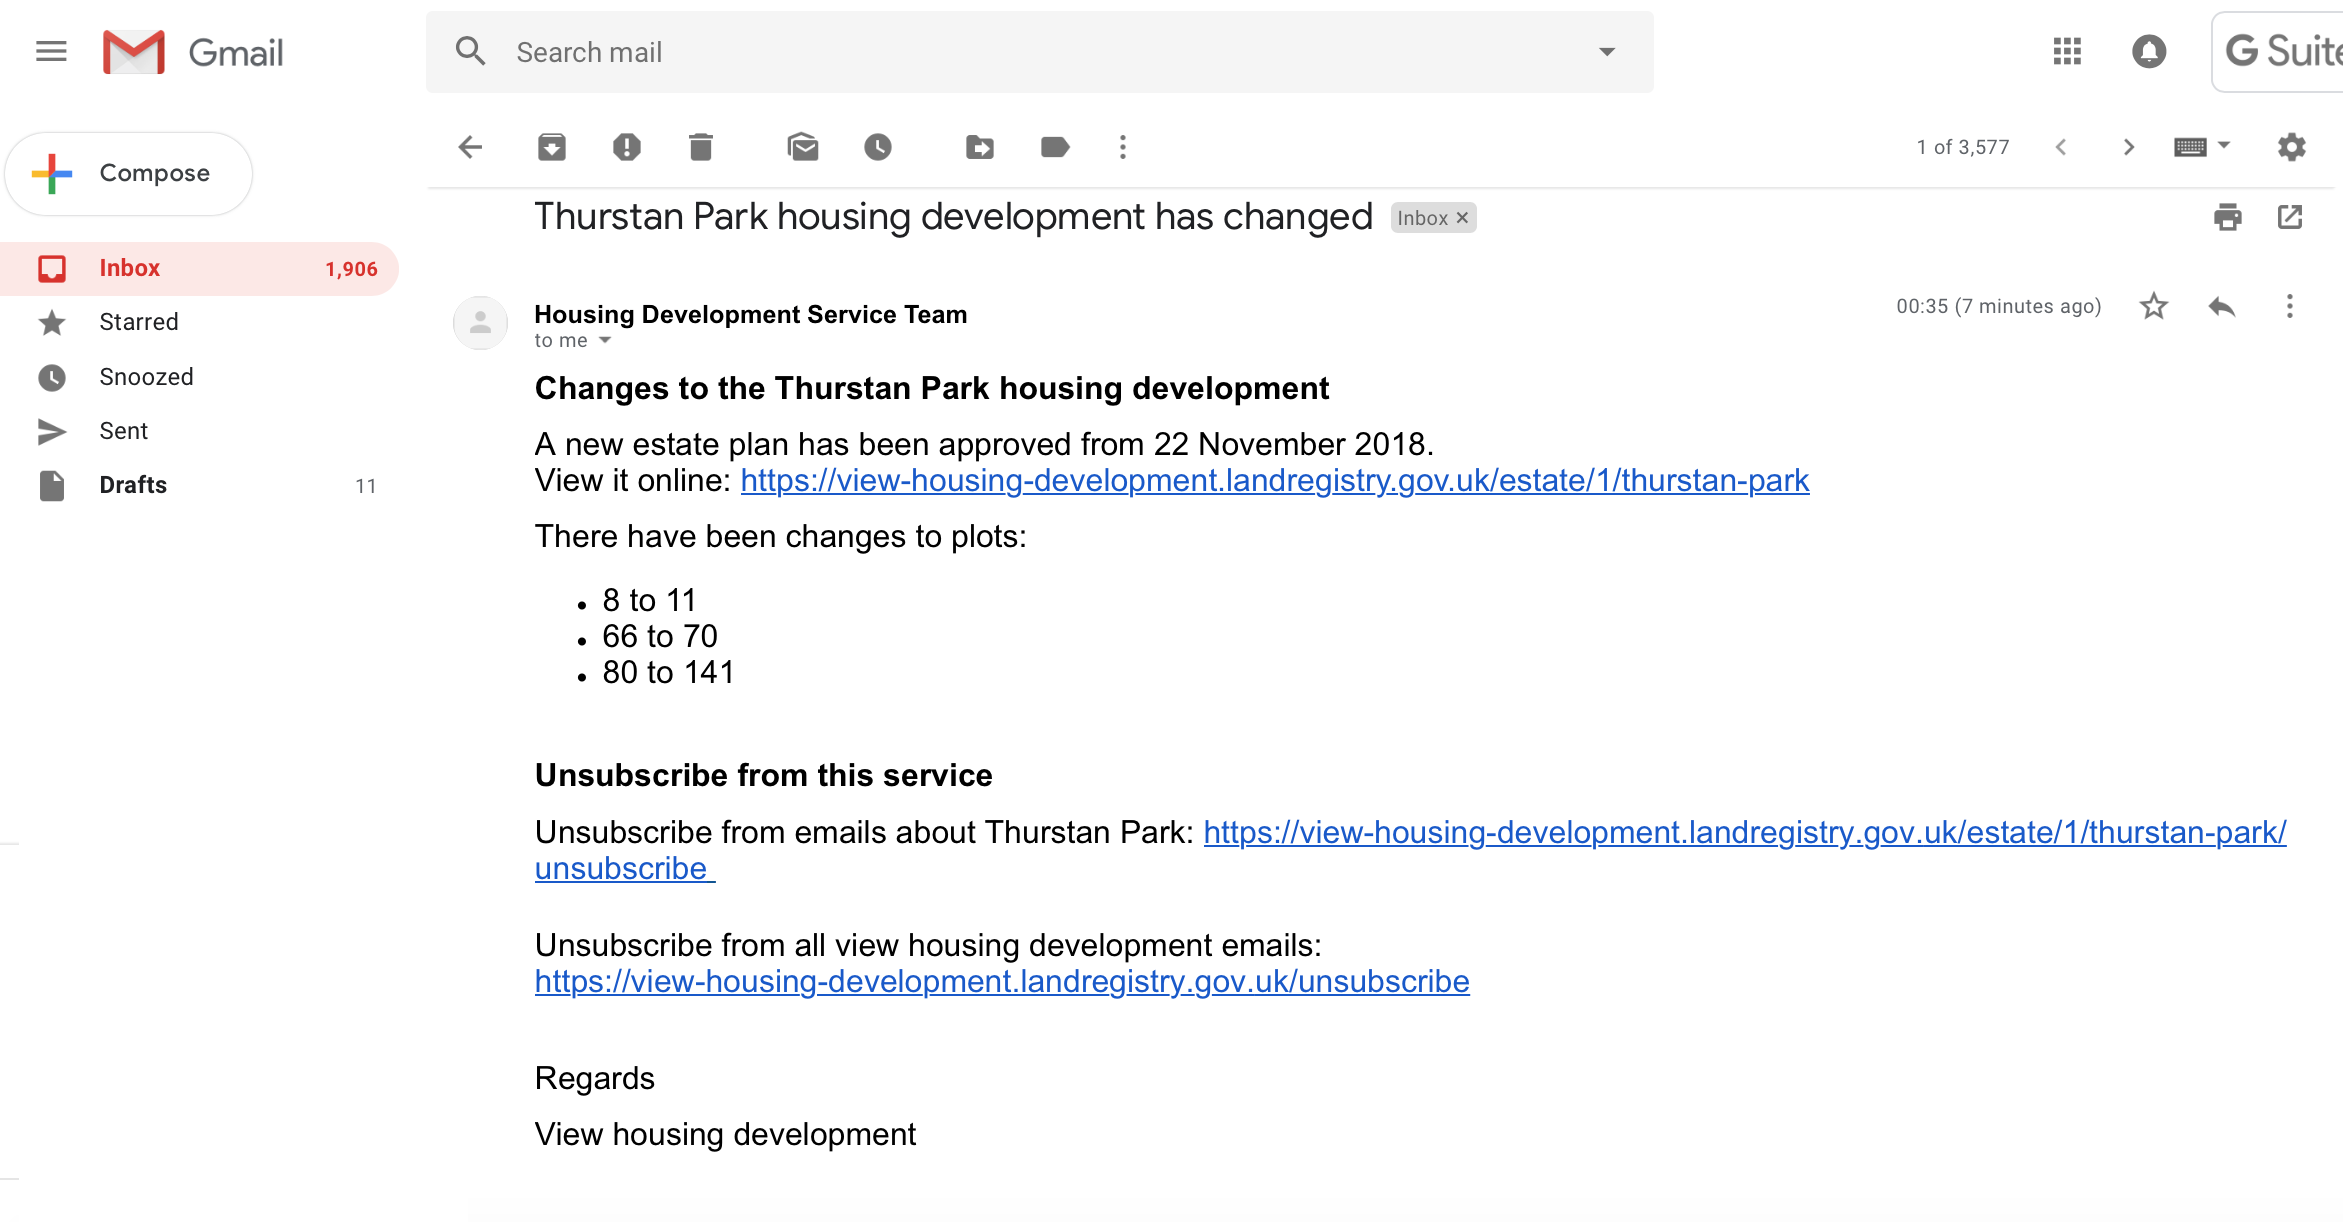 Gmail
Search mail
G Suite
Compose
1 of 3,577
Thurstan Park housing development has changed
Inbox ×
Inbox 1,906
Starred
Snoozed
Sent
Drafts 11
Housing Development Service Team
00:35 (7 minutes ago)
to me
Changes to the Thurstan Park housing development
A new estate plan has been approved from 22 November 2018.
View it online: https://view-housing-development.landregistry.gov.uk/estate/1/thurstan-park
There have been changes to plots:
• 8 to 11
• 66 to 70
• 80 to 141
Unsubscribe from this service
Unsubscribe from emails about Thurstan Park: https://view-housing-development.landregistry.gov.uk/estate/1/thurstan-park/
unsubscribe
Unsubscribe from all view housing development emails:
https://view-housing-development.landregistry.gov.uk/unsubscribe
Regards
View housing development